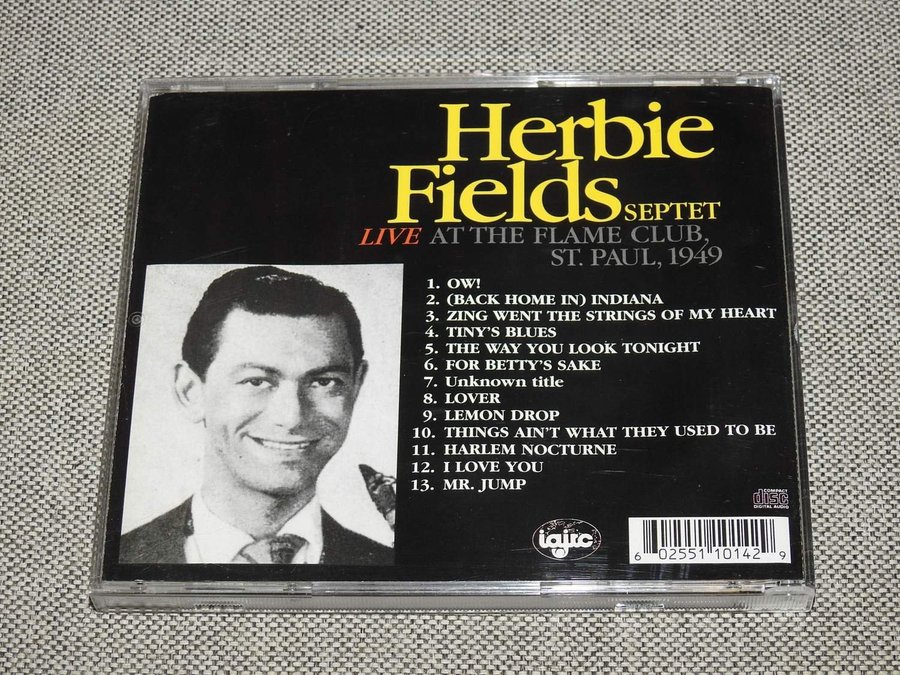 Herbie
Fields SEPTET
LIVE AT THE FLAME CLUB,
ST. PAUL, 1949
1. OW!
2. (BACK HOME IN) INDIANA
3. ZING WENT THE STRINGS OF MY HEART
4. TINY'S BLUES
5. THE WAY YOU LOOK TONIGHT
6. FOR BETTY'S SAKE
7. Unknown title
8. LOVER
9. LEMON DROP
10. THINGS AIN'T WHAT THEY USED TO BE
11. HARLEM NOCTURNE
12. I LOVE YOU
13. MR. JUMP
COMPACT
disc
DIGITAL AUDIO
iajrc
6 02551 10142 9